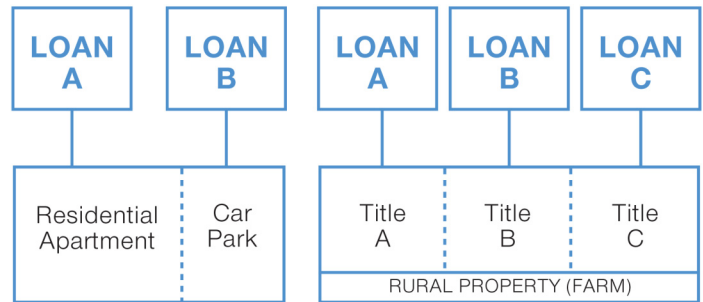 LOAN
A
LOAN
B
LOAN
A
LOAN
B
LOAN
C
Residential
Apartment
Car
Park
Title
A
Title
B
Title
C
RURAL PROPERTY (FARM)